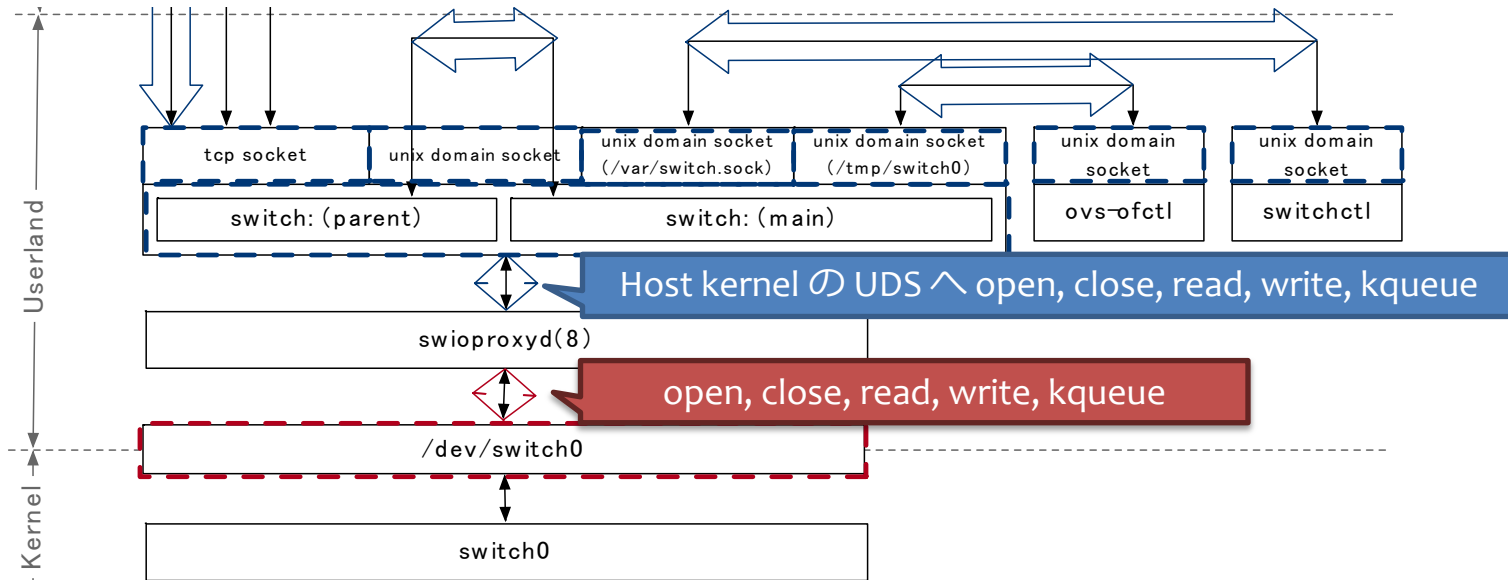 Userland
tcp socket
unix domain socket
unix domain socket
(/var/switch.sock)
unix domain socket
(/tmp/switch0)
unix domain
socket
unix domain
socket
switch: (parent)
switch: (main)
ovs-ofctl
switchctl
Host kernel の UDS へ open, close, read, write, kqueue
swioproxyd(8)
open, close, read, write, kqueue
/dev/switch0
Kernel
switch0